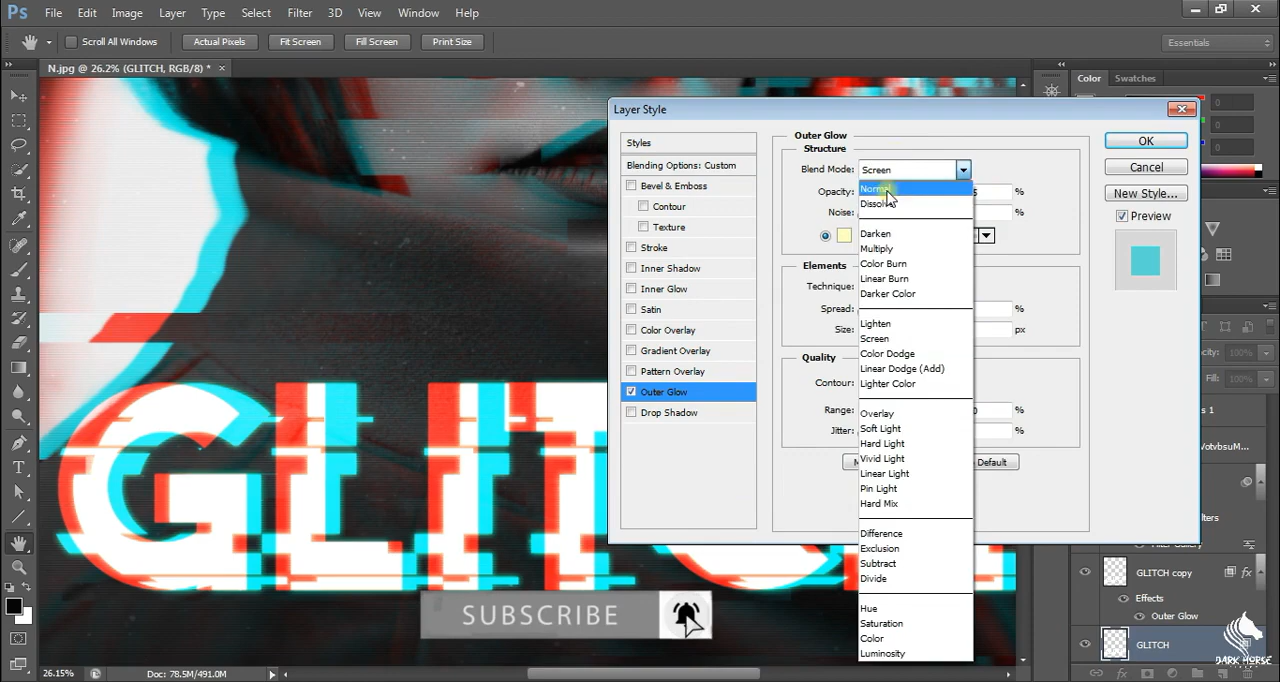 Ps File Edit Image Layer Type Select Filter 3D View Window Help
Scroll All Windows Actual Pixels Fit Screen Fill Screen Print Size Essentials
N.jpg @ 26.2% (GLITCH, RGB/8) * ×
Color Swatches
0
0
0
Layer Style
Styles
Blending Options: Custom
Bevel & Emboss
Contour
Texture
Stroke
Inner Shadow
Inner Glow
Satin
Color Overlay
Gradient Overlay
Pattern Overlay
Outer Glow
Drop Shadow
Outer Glow
Structure
Blend Mode: Screen
Opacity: %
Noise: %
Elements
Technique:
Spread: %
Size: px
Quality
Contour:
Range: %
Jitter: %
Default
Normal
Dissolve
Darken
Multiply
Color Burn
Linear Burn
Darker Color
Lighten
Screen
Color Dodge
Linear Dodge (Add)
Lighter Color
Overlay
Soft Light
Hard Light
Vivid Light
Linear Light
Pin Light
Hard Mix
Difference
Exclusion
Subtract
Divide
Hue
Saturation
Color
Luminosity
OK
Cancel
New Style...
Preview
100%
Fill: 100%
GLITCH copy fx
Effects
Outer Glow
GLITCH
DARK HORSE
SUBSCRIBE
26.15% Doc: 78.5M/491.0M